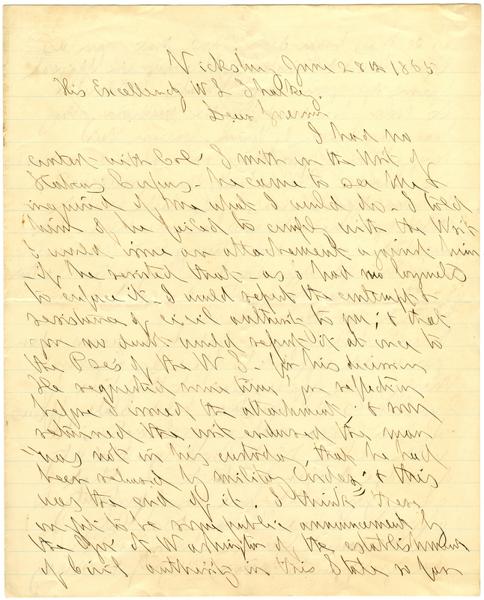 Vicksburg June 28th 1865
His Excellency W L Sharkey.
Dear Governor
I had no
contest with Col Smith on the Writ of
Habeas Corpus - he came to see me &
inquired of me what I would do - I told
him if he failed to comply with the Writ
I would issue an attachment against him
- if he resisted that - as I had no
to enforce it - I would report the contempt &
resistance of civil authority to you; & that
you no doubt would report it at once to
the Pres of the U S - for his decision
He requested some time for reflection
before I issued the attachment; & soon
returned the writ endorsed the man
"was not in his custody, that he had
been released by military Orders"; & this
was the end of it. I think there
ought to be some public announcement by
the Gov at Washington of the establishment
of Civil authority in this State so far